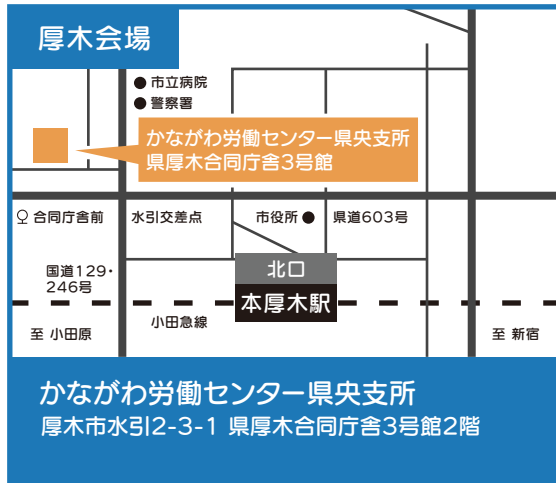 厚木会場
市立病院
警察署
かながわ労働センター県央支所
県厚木合同庁舎3号館
合同庁舎前
水引交差点
市役所
県道603号
国道129・
246号
北口
本厚木駅
小田急線
至 小田原
至 新宿
かながわ労働センター県央支所
厚木市水引2-3-1 県厚木合同庁舎3号館2階